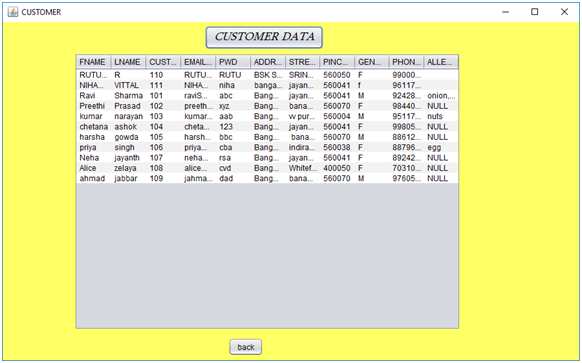 CUSTOMER
CUSTOMER DATA
FNAME LNAME CUST... EMAIL... PWD ADDR... STRE... PINC... GEN... PHON... ALLE...
RUTU... R 110 RUTU... RUTU BSK S... SRIN... 560050 F 99000...
NIHA... VITTAL 111 NIHA... niha banga... jayan... 560041 f 96117...
Ravi Sharma 101 raviS... abc Bang... jayan... 560041 M 92428... onion,...
Preethi Prasad 102 preeth... xyz Bang... bana... 560070 F 98440... NULL
kumar narayan 103 kumar... aab Bang... vv pur... 560004 M 95117... nuts
chetana ashok 104 cheta... 123 Bang... jayan... 560041 F 99805... NULL
harsha gowda 105 harsh... bbc Bang... bana... 560070 M 88612... NULL
priya singh 106 priya... cba Bang... indira... 560038 F 88796... egg
Neha jayanth 107 neha... rsa Bang... jayan... 560041 F 89242... NULL
Alice zelaya 108 alice... cvd Bang... Whitef... 400050 F 70310... NULL
ahmad jabbar 109 jahma... dad Bang... bana... 560070 M 97605... NULL
back